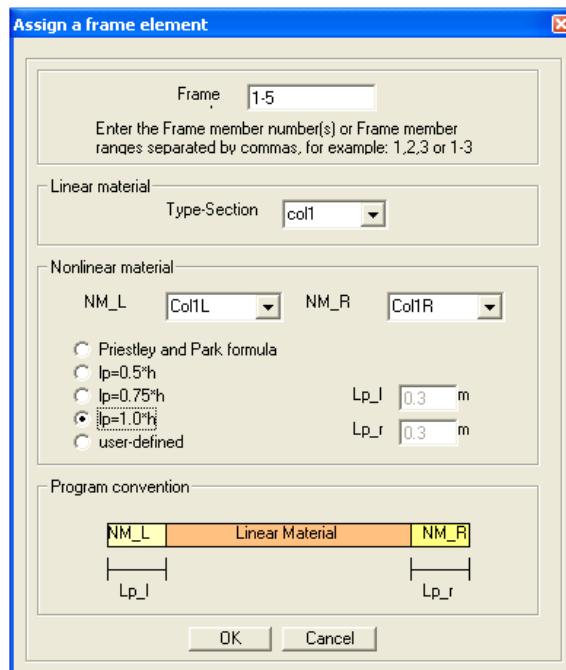 Assign a frame element
Frame 1-5
Enter the Frame member number(s) or Frame member
ranges separated by commas, for example: 1,2,3 or 1-3
Linear material
Type-Section col1
Nonlinear material
NM_L Col1L NM_R Col1R
Priestley and Park formula
lp=0.5*h
lp=0.75*h Lp_l 0.3 m
lp=1.0*h
Lp_r 0.3 m
user-defined
Program convention
NM_L Linear Material NM_R
Lp_l Lp_r
OK Cancel